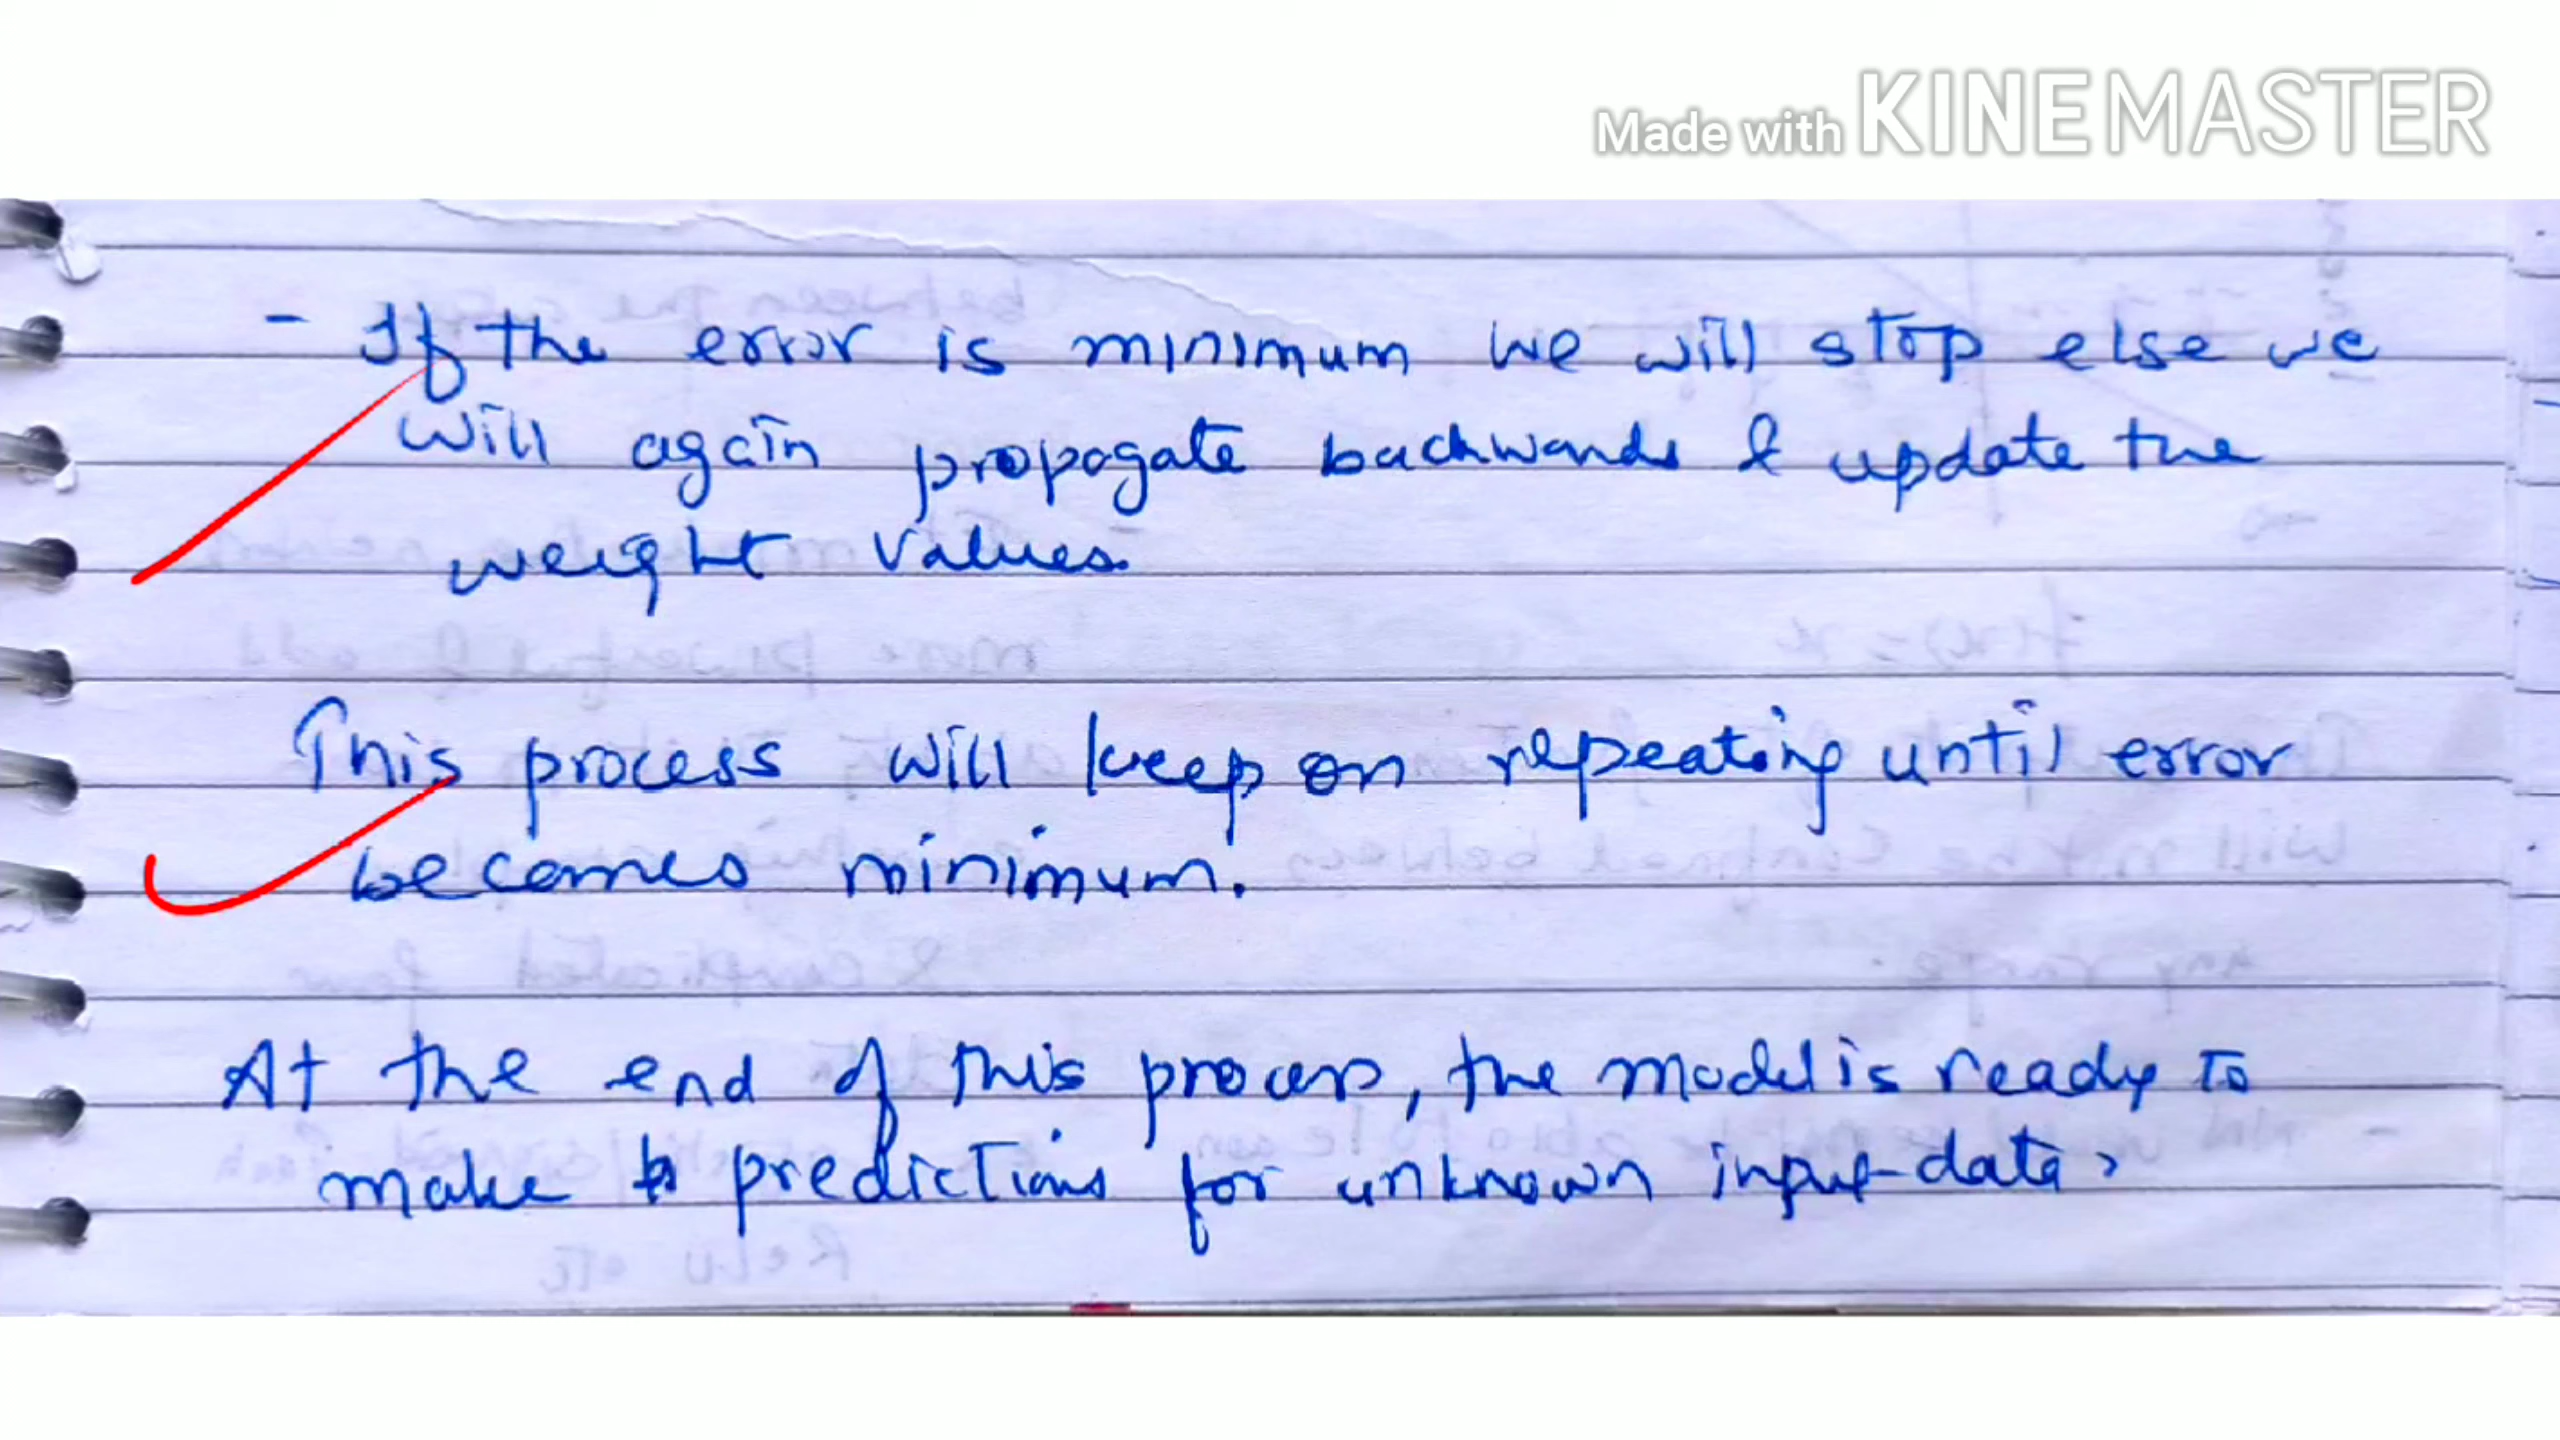 Made with KINEMASTER
- If the error is minimum we will stop else we
will again propagate backwards & update the
weight values.
This process will keep on repeating until error
becomes minimum.
At the end of this process, the model is ready to
make predictions for unknown input-data.